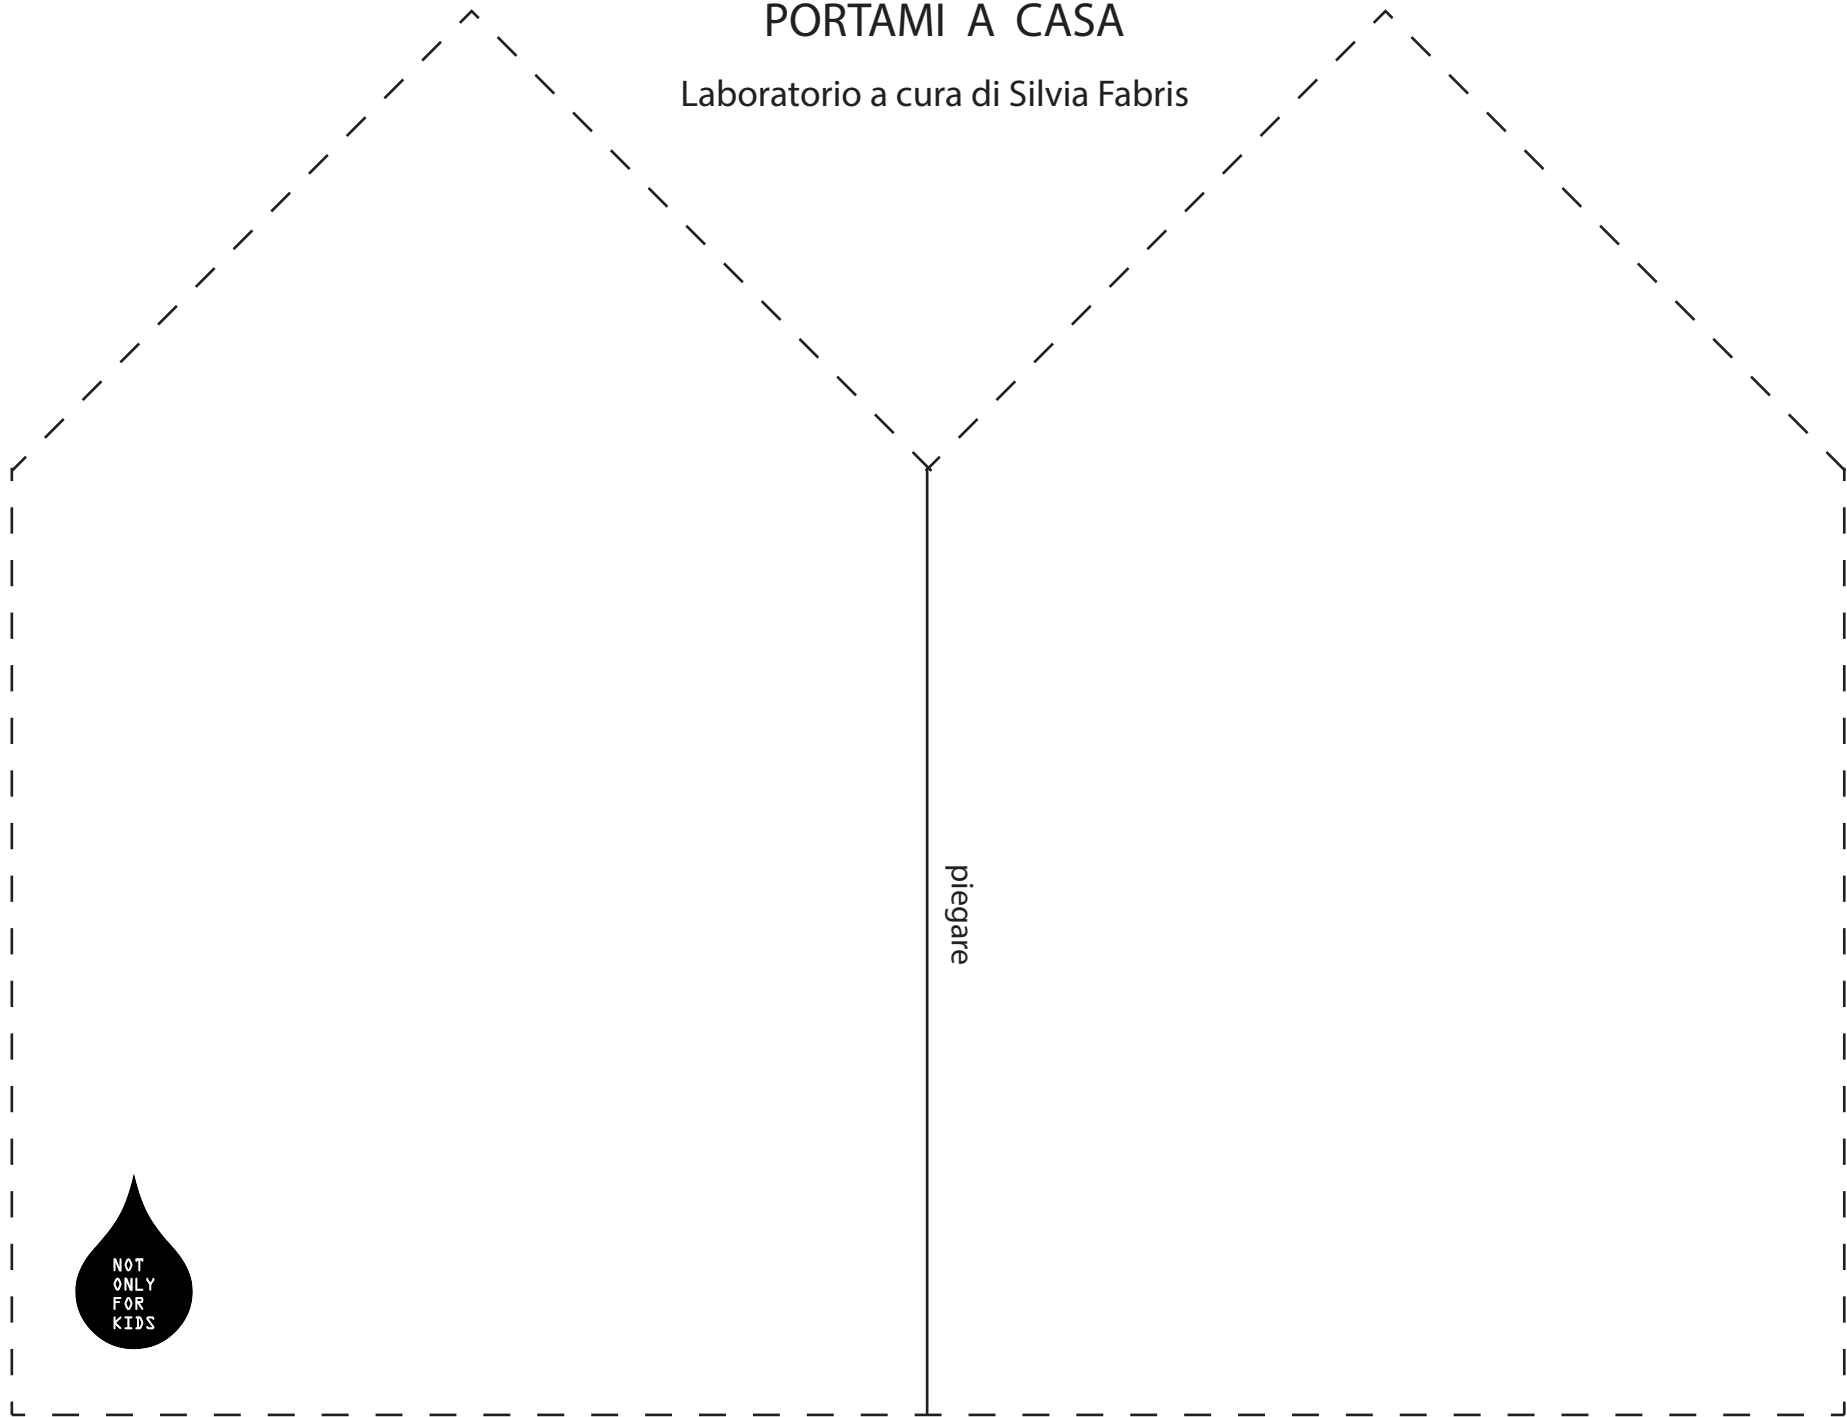 PORTAMI A CASA
Laboratorio a cura di Silvia Fabris
piegare
NOT
ONLY
FOR
KIDS